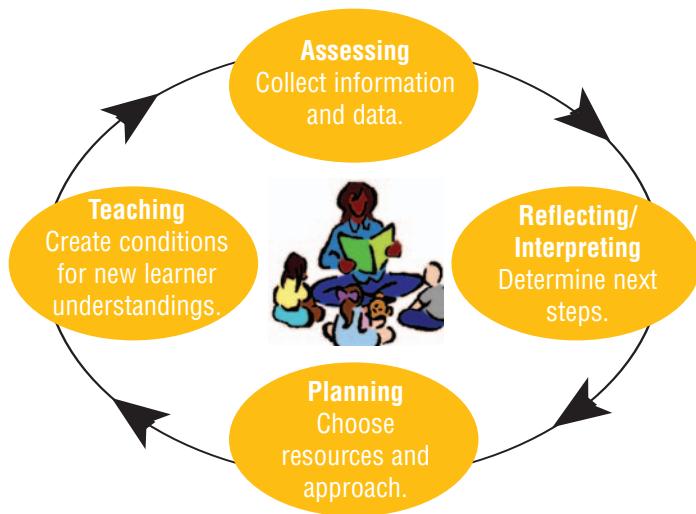 Assessing
Collect information
and data.
Reflecting/
Interpreting
Determine next
steps.
Planning
Choose
resources and
approach.
Teaching
Create conditions
for new learner
understandings.